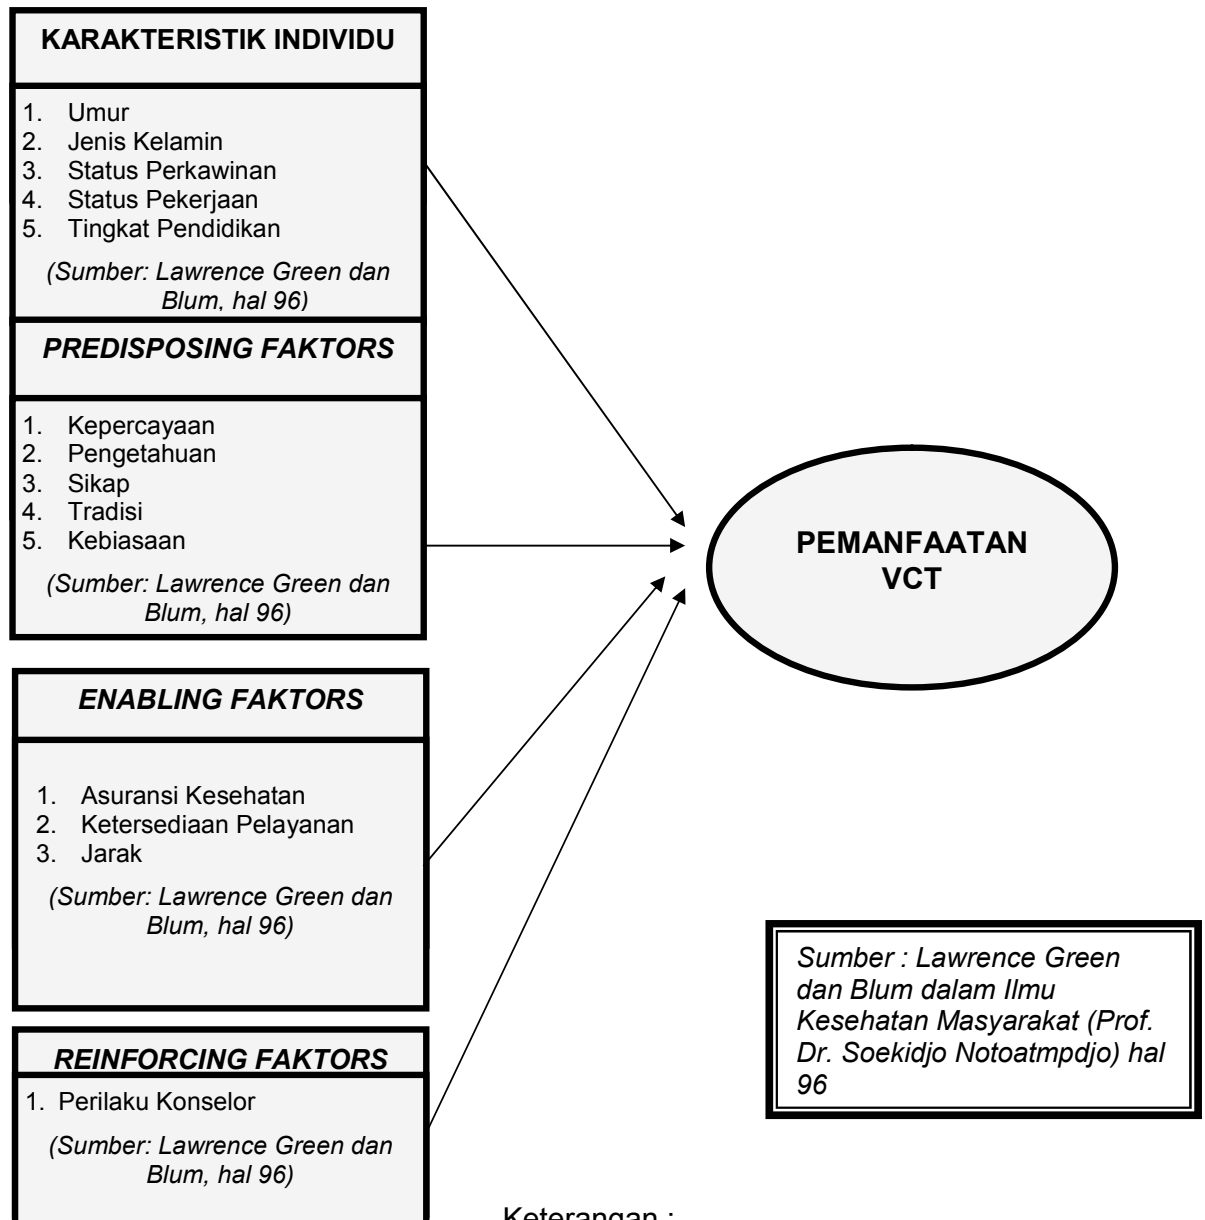 KARAKTERISTIK INDIVIDU
1. Umur
2. Jenis Kelamin
3. Status Perkawinan
4. Status Pekerjaan
5. Tingkat Pendidikan
(Sumber: Lawrence Green dan
Blum, hal 96)
PREDISPOSING FAKTORS
1. Kepercayaan
2. Pengetahuan
3. Sikap
4. Tradisi
5. Kebiasaan
(Sumber: Lawrence Green dan
Blum, hal 96)
ENABLING FAKTORS
1. Asuransi Kesehatan
2. Ketersediaan Pelayanan
3. Jarak
(Sumber: Lawrence Green dan
Blum, hal 96)
REINFORCING FAKTORS
1. Perilaku Konselor
(Sumber: Lawrence Green dan
Blum, hal 96)
PEMANFAATAN
VCT
Sumber : Lawrence Green
dan Blum dalam Ilmu
Kesehatan Masyarakat (Prof.
Dr. Soekidjo Notoatmpdjo) hal
96
Keterangan :